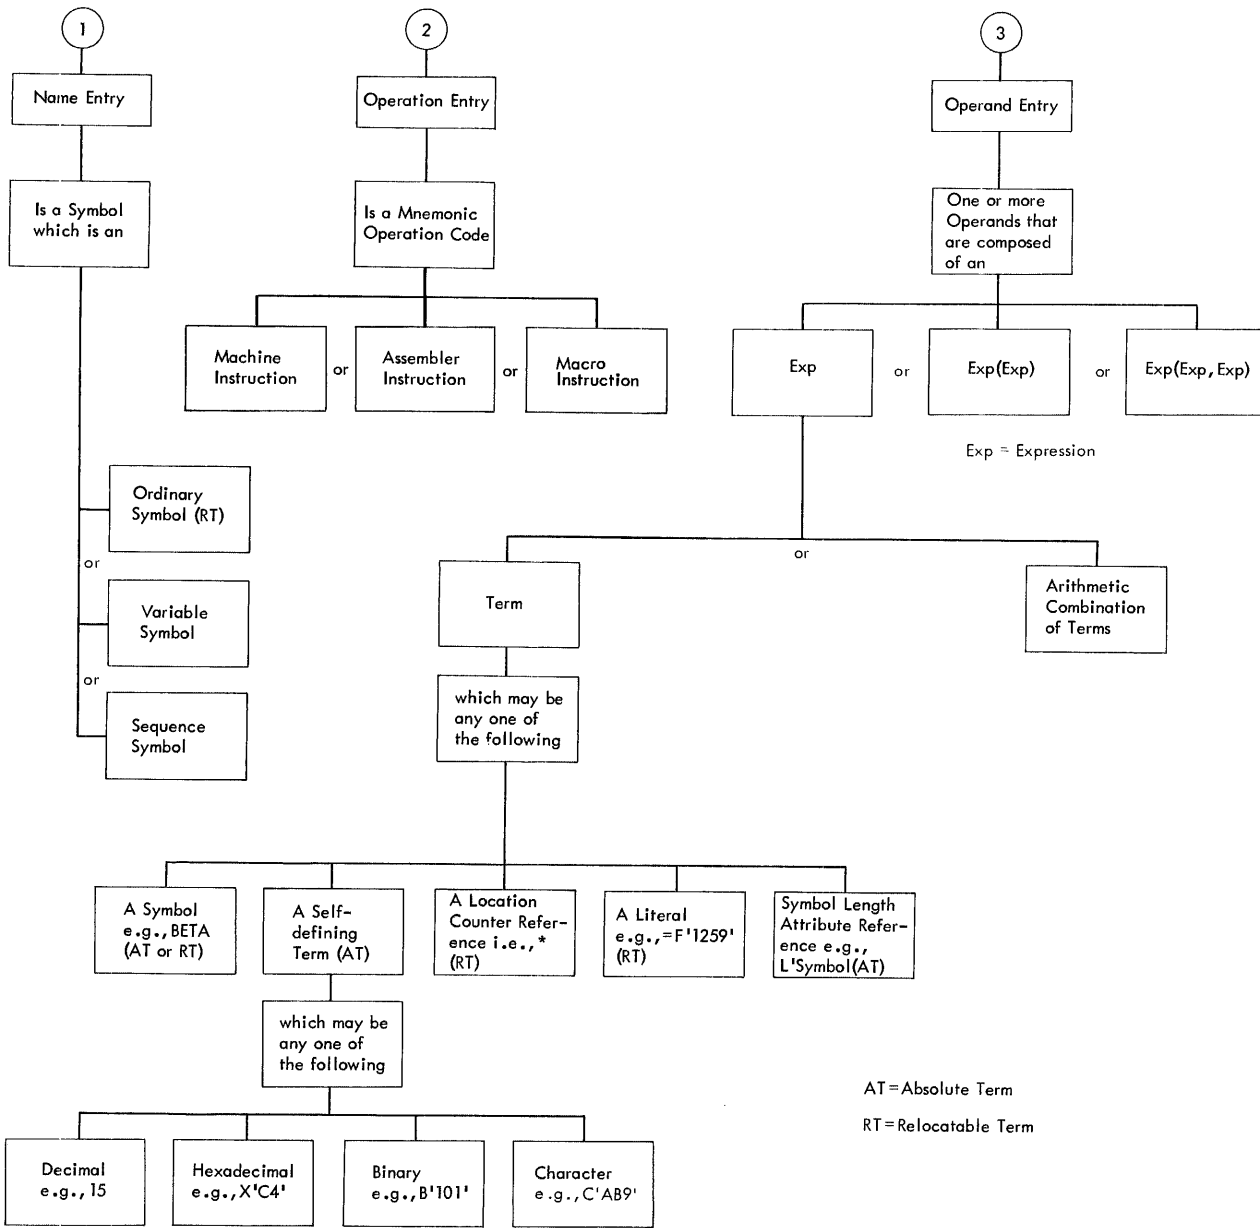 1
Name Entry
Is a Symbol
which is an
Ordinary
Symbol (RT)
or
Variable
Symbol
or
Sequence
Symbol
2
Operation Entry
Is a Mnemonic
Operation Code
Machine
Instruction
or
Assembler
Instruction
or
Macro
Instruction
3
Operand Entry
One or more
Operands that
are composed
of an
Exp
or
Exp(Exp)
or
Exp(Exp, Exp)
Exp = Expression
Term
or
Arithmetic
Combination
of Terms
which may be
any one of
the following
A Symbol
e.g., BETA
(AT or RT)
A Self-
defining
Term (AT)
A Location
Counter Refer-
ence i.e., *
(RT)
A Literal
e.g., =F'1259'
(RT)
Symbol Length
Attribute Refer-
ence e.g.,
L'Symbol(AT)
which may be
any one of
the following
Decimal
e.g., 15
Hexadecimal
e.g., X'C4'
Binary
e.g., B'101'
Character
e.g., C'AB9'
AT=Absolute Term
RT=Relocatable Term